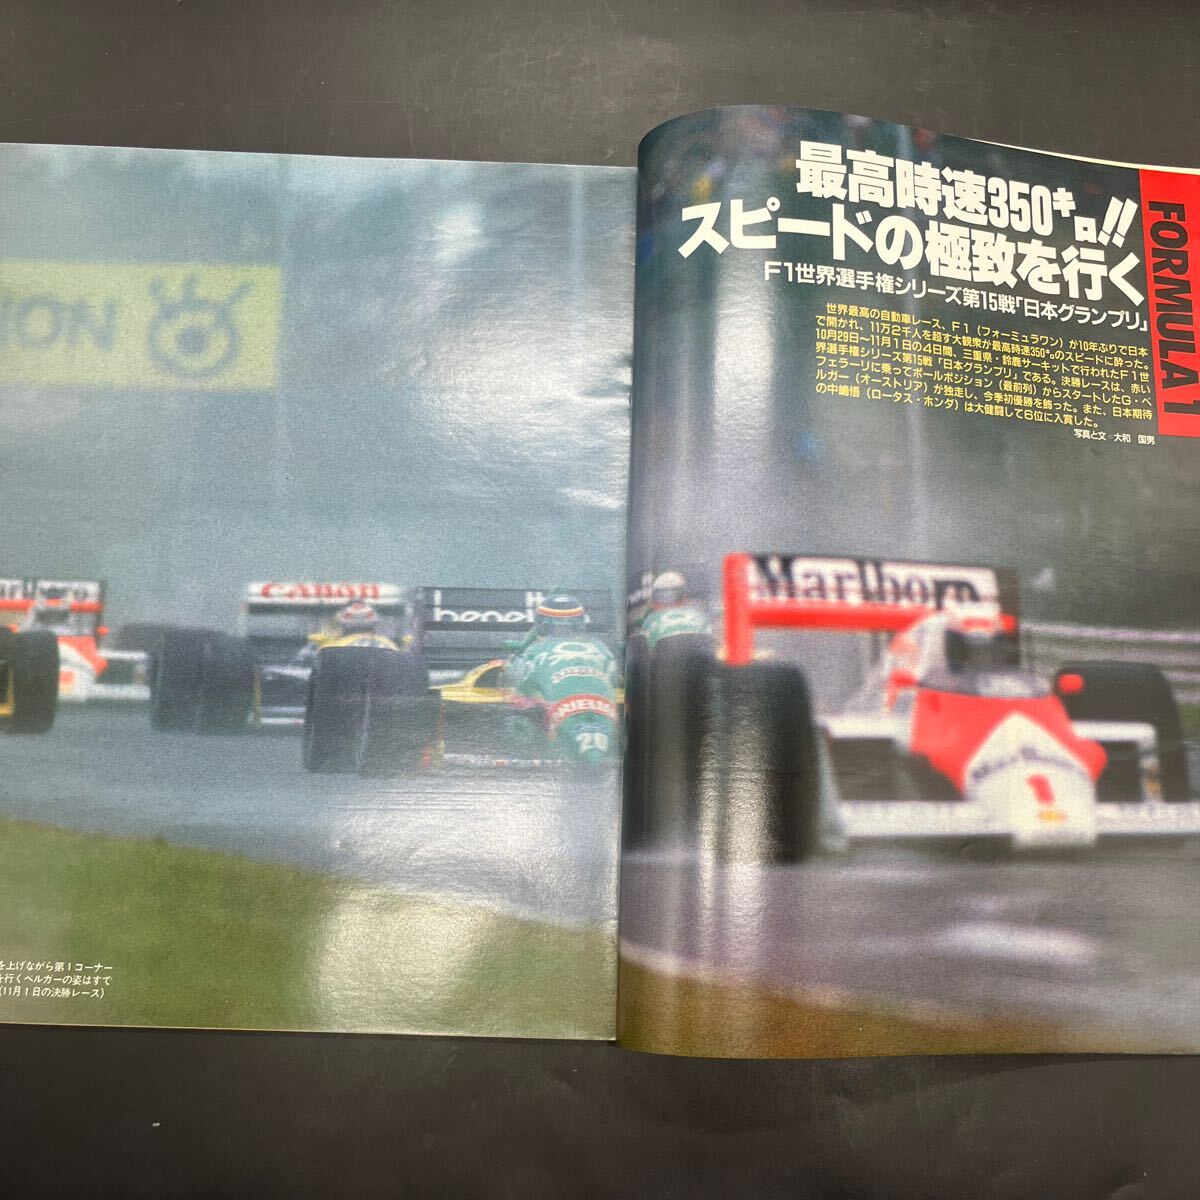 最高時速350㌔!!
スピードの極致を行く
F1世界選手権シリーズ第15戦「日本グランプリ」
世界最高の自動車レース、F1（フォーミュラワン）が10年ぶりで日本
で開かれ、11万2千人を超す大観衆が最高時速350㌔のスピードに酔った。
10月29日～11月1日の4日間、三重県・鈴鹿サーキットで行われたF1世
界選手権シリーズ第15戦「日本グランプリ」である。決勝レースは、赤い
フェラーリに乗ってポールポジション（最前列）からスタートしたG・ベ
ルガー（オーストリア）が独走し、今季初優勝を飾った。また、日本期待
の中嶋悟（ロータス・ホンダ）は大健闘して6位に入賞した。
写真と文 大和 国男
FORMULA 1
ION
Marlboro
Canon
benetton
20
Marlboro
Marlboro
1
を上げながら第1コーナー
を行くベルガーの姿はすで
（11月1日の決勝レース）